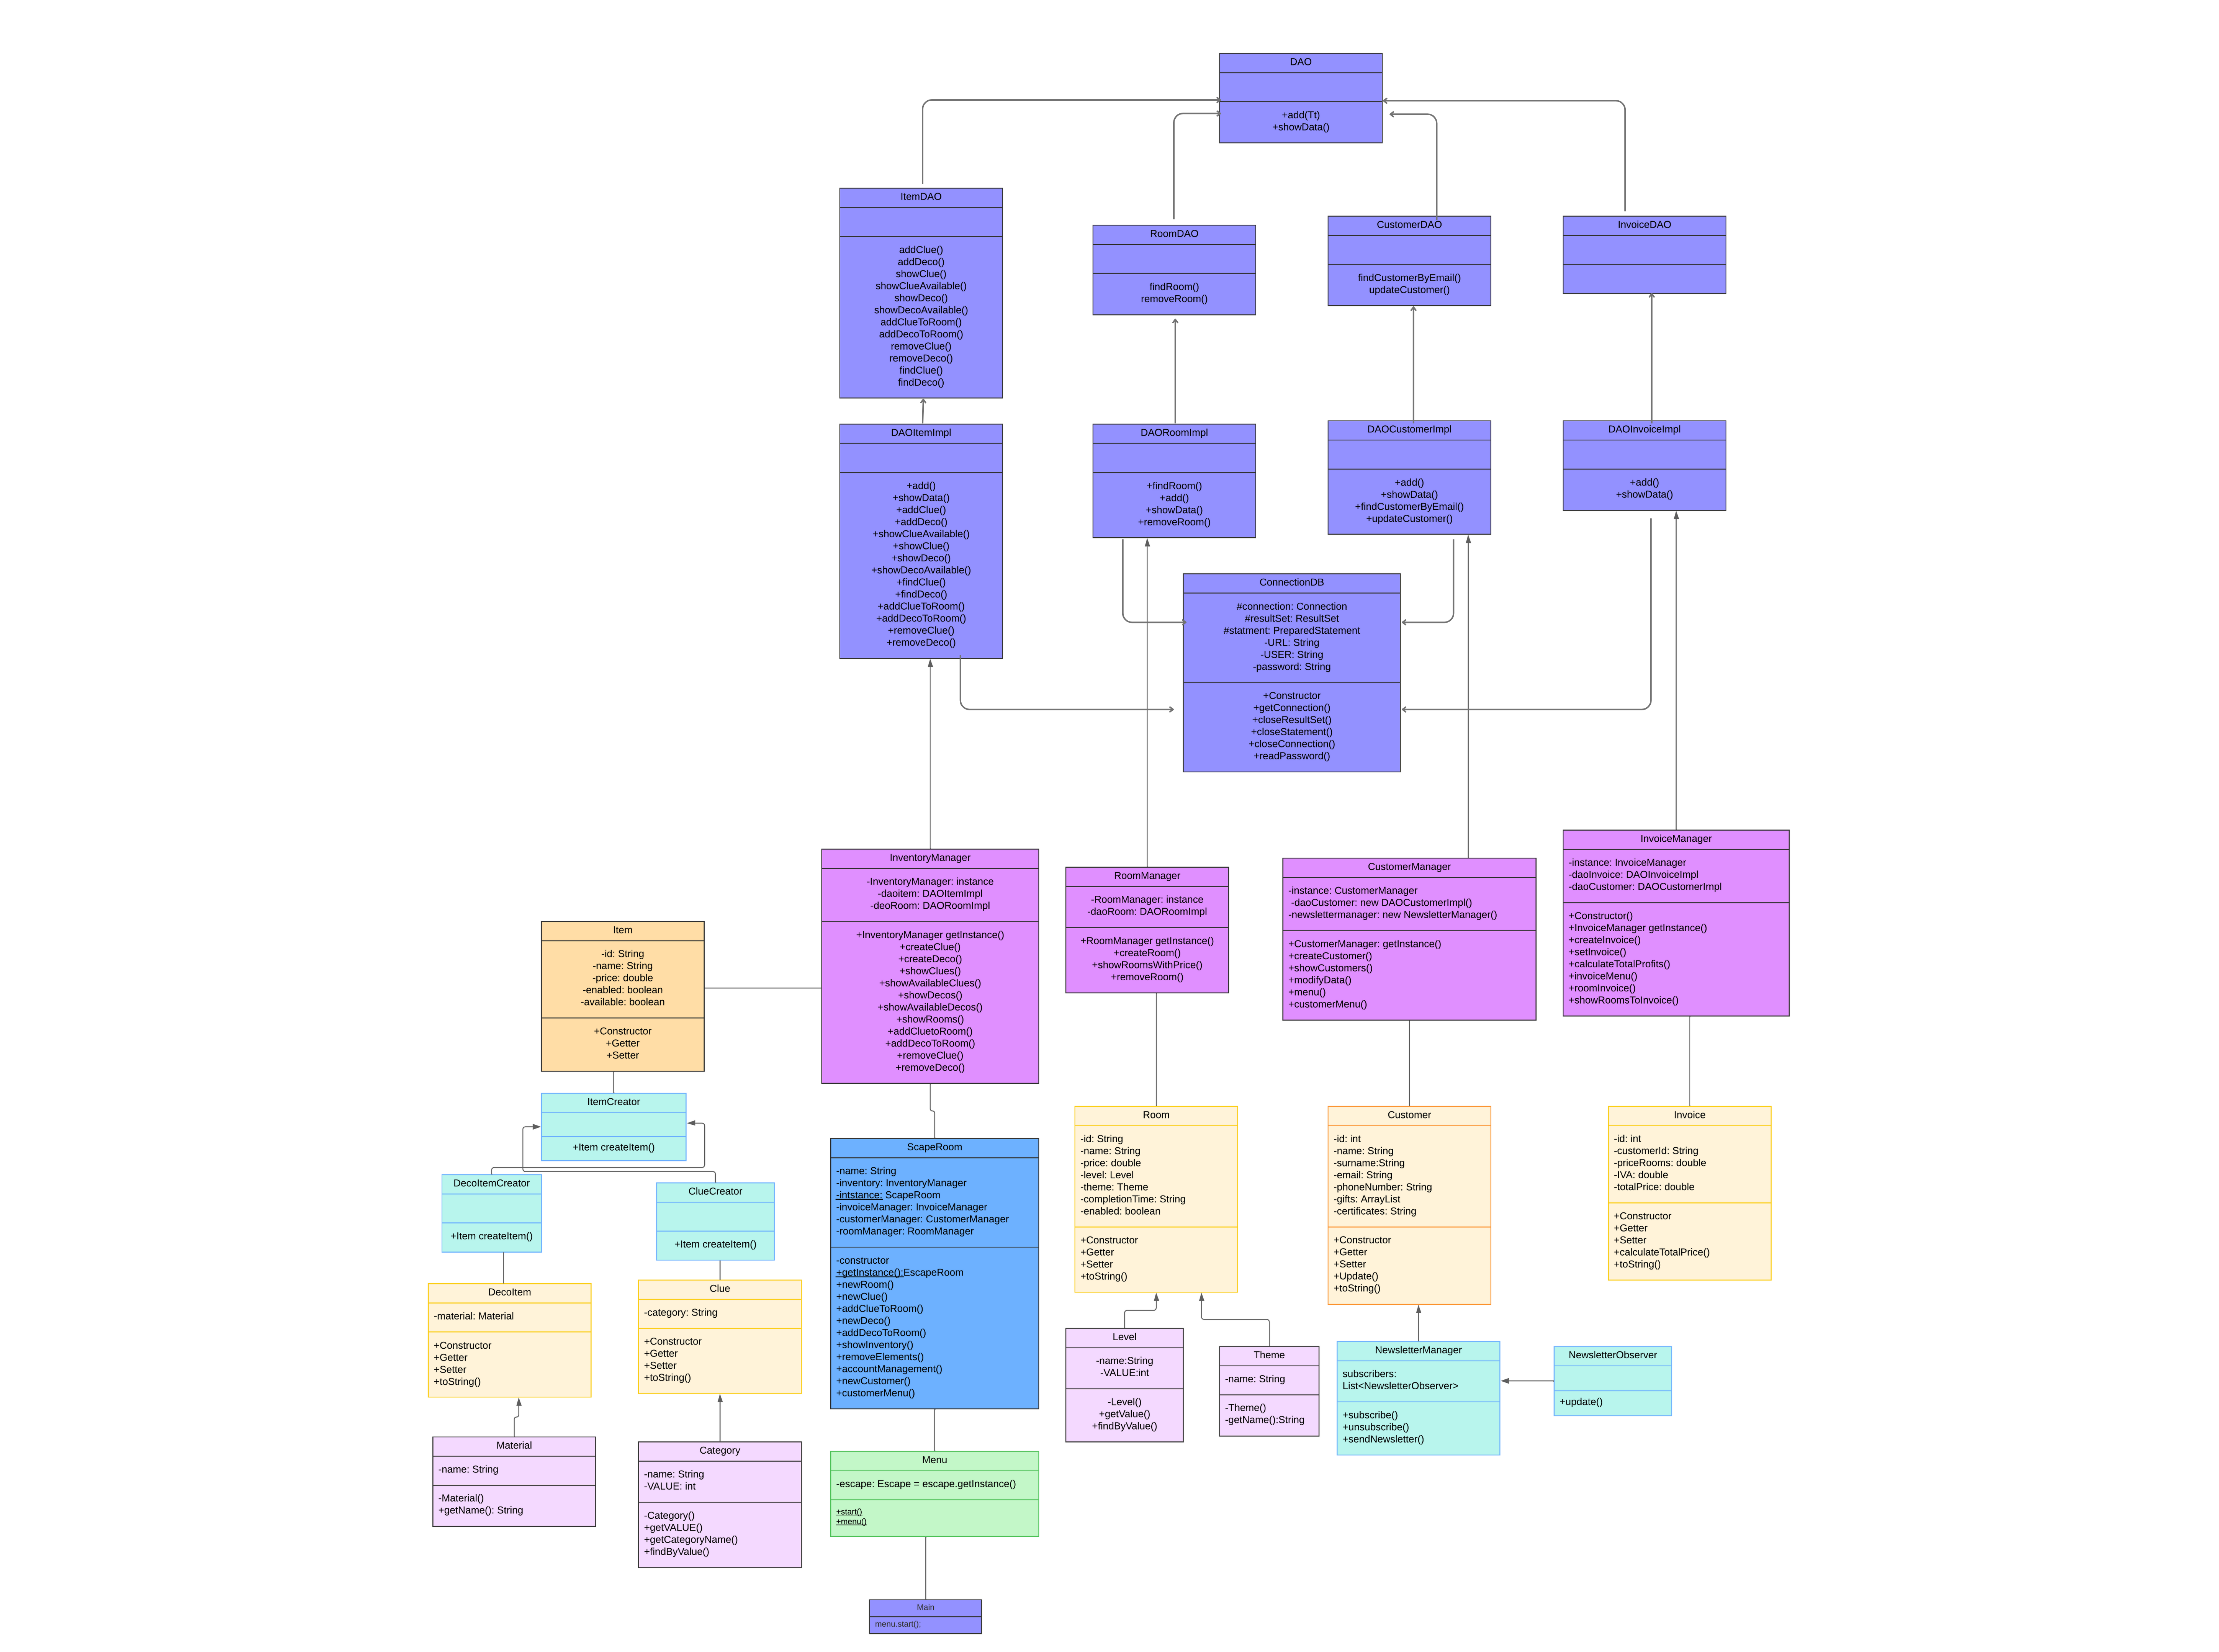 DAO
+add(Tt)
+showData()
ItemDAO
addClue()
addDeco()
showClue()
showClueAvailable()
showDeco()
showDecoAvailable()
addClueToRoom()
addDecoToRoom()
removeClue()
removeDeco()
findClue()
findDeco()
RoomDAO
findRoom()
removeRoom()
CustomerDAO
findCustomerByEmail()
updateCustomer()
InvoiceDAO
DAOItemImpl
+add()
+showData()
+addClue()
+addDeco()
+showClueAvailable()
+showClue()
+showDeco()
+showDecoAvailable()
+findClue()
+findDeco()
+addClueToRoom()
+addDecoToRoom()
+removeClue()
+removeDeco()
DAORoomImpl
+findRoom()
+add()
+showData()
+removeRoom()
DAOCustomerImpl
+add()
+showData()
+findCustomerByEmail()
+updateCustomer()
DAOInvoiceImpl
+add()
+showData()
ConnectionDB
#connection: Connection
#resultSet: ResultSet
#statment: PreparedStatement
-URL: String
-USER: String
-password: String
+Constructor
+getConnection()
+closeResultSet()
+closeStatement()
+closeConnection()
+readPassword()
InventoryManager
-InventoryManager: instance
-daoitem: DAOItemImpl
-deoRoom: DAORoomImpl
+InventoryManager getInstance()
+createClue()
+createDeco()
+showClues()
+showAvailableClues()
+showDecos()
+showAvailableDecos()
+showRooms()
+addCluetoRoom()
+addDecoToRoom()
+removeClue()
+removeDeco()
RoomManager
-RoomManager: instance
-daoRoom: DAORoomImpl
+RoomManager getInstance()
+createRoom()
+showRoomsWithPrice()
+removeRoom()
CustomerManager
-instance: CustomerManager
-daoCustomer: new DAOCustomerImpl()
-newslettermanager: new NewsletterManager()
+CustomerManager: getInstance()
+createCustomer()
+showCustomers()
+modifyData()
+menu()
+customerMenu()
InvoiceManager
-instance: InvoiceManager
-daoInvoice: DAOInvoiceImpl
-daoCustomer: DAOCustomerImpl
+Constructor()
+InvoiceManager getInstance()
+createInvoice()
+setInvoice()
+calculateTotalProfits()
+invoiceMenu()
+roomInvoice()
+showRoomsToInvoice()
Item
-id: String
-name: String
-price: double
-enabled: boolean
-available: boolean
+Constructor
+Getter
+Setter
ItemCreator
+Item createItem()
DecoItemCreator
+Item createItem()
ClueCreator
+Item createItem()
DecoItem
-material: Material
+Constructor
+Getter
+Setter
+toString()
Clue
-category: String
+Constructor
+Getter
+Setter
+toString()
Material
-name: String
-Material()
+getName(): String
Category
-name: String
-VALUE: int
-Category()
+getVALUE()
+getCategoryName()
+findByValue()
ScapeRoom
-name: String
-inventory: InventoryManager
-intstance: ScapeRoom
-invoiceManager: InvoiceManager
-customerManager: CustomerManager
-roomManager: RoomManager
-constructor
+getInstance():EscapeRoom
+newRoom()
+newClue()
+addClueToRoom()
+newDeco()
+addDecoToRoom()
+showInventory()
+removeElements()
+accountManagement()
+newCustomer()
+customerMenu()
Menu
-escape: Escape = escape.getInstance()
+start()
+menu()
Main
menu.start();
Room
-id: String
-name: String
-price: double
-level: Level
-theme: Theme
-completionTime: String
-enabled: boolean
+Constructor
+Getter
+Setter
+toString()
Level
-name:String
-VALUE:int
-Level()
+getValue()
+findByValue()
Theme
-name: String
-Theme()
-getName():String
Customer
-id: int
-name: String
-surname:String
-email: String
-phoneNumber: String
-gifts: ArrayList
-certificates: String
+Constructor
+Getter
+Setter
+Update()
+toString()
NewsletterManager
subscribers:
List<NewsletterObserver>
+subscribe()
+unsubscribe()
+sendNewsletter()
NewsletterObserver
+update()
Invoice
-id: int
-customerId: String
-priceRooms: double
-IVA: double
-totalPrice: double
+Constructor
+Getter
+Setter
+calculateTotalPrice()
+toString()